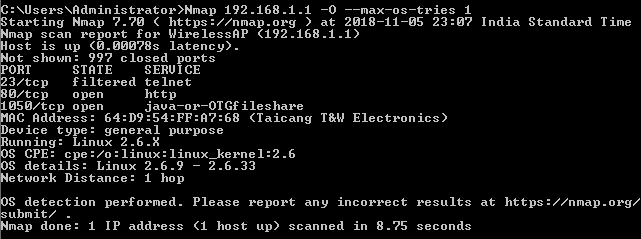 C:\Users\Administrator>Nmap 192.168.1.1 -O --max-os-tries 1
Starting Nmap 7.70 ( https://nmap.org ) at 2018-11-05 23:07 India Standard Time
Nmap scan report for WirelessAP (192.168.1.1)
Host is up (0.00078s latency).
Not shown: 997 closed ports
PORT     STATE    SERVICE
23/tcp   filtered telnet
80/tcp   open     http
1050/tcp open     java-or-OTGfileshare
MAC Address: 64:D9:54:FF:A7:68 (Taicang T&W Electronics)
Device type: general purpose
Running: Linux 2.6.X
OS CPE: cpe:/o:linux:linux_kernel:2.6
OS details: Linux 2.6.9 - 2.6.33
Network Distance: 1 hop
OS detection performed. Please report any incorrect results at https://nmap.org/
submit/ .
Nmap done: 1 IP address (1 host up) scanned in 8.75 seconds